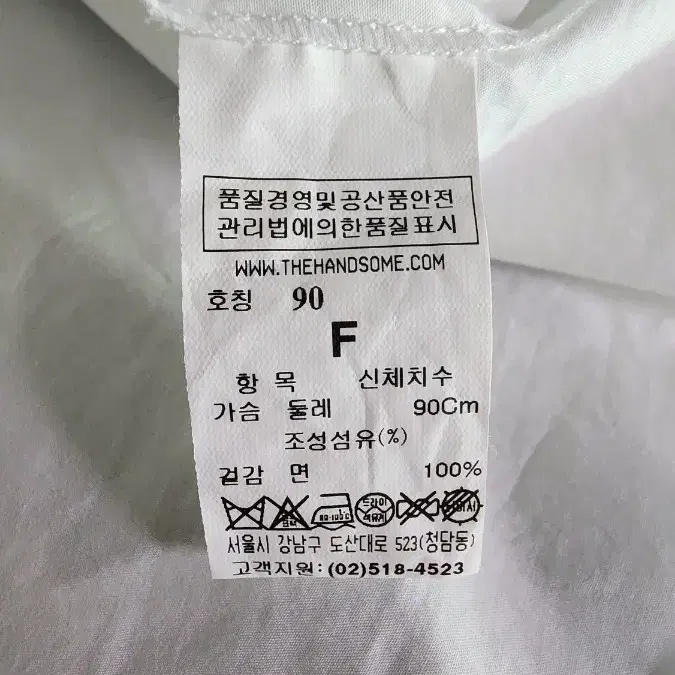 품질경영및공산품안전
관리법에의한품질표시
WWW.THEHANDSOME.COM
호칭 90
F
항 목 신체치수
가슴 둘레 90Cm
조성섬유(%)
겉감 면 100%
드라이
서울시 강남구 도산대로 523(청담동)
고객지원: (02)518-4523